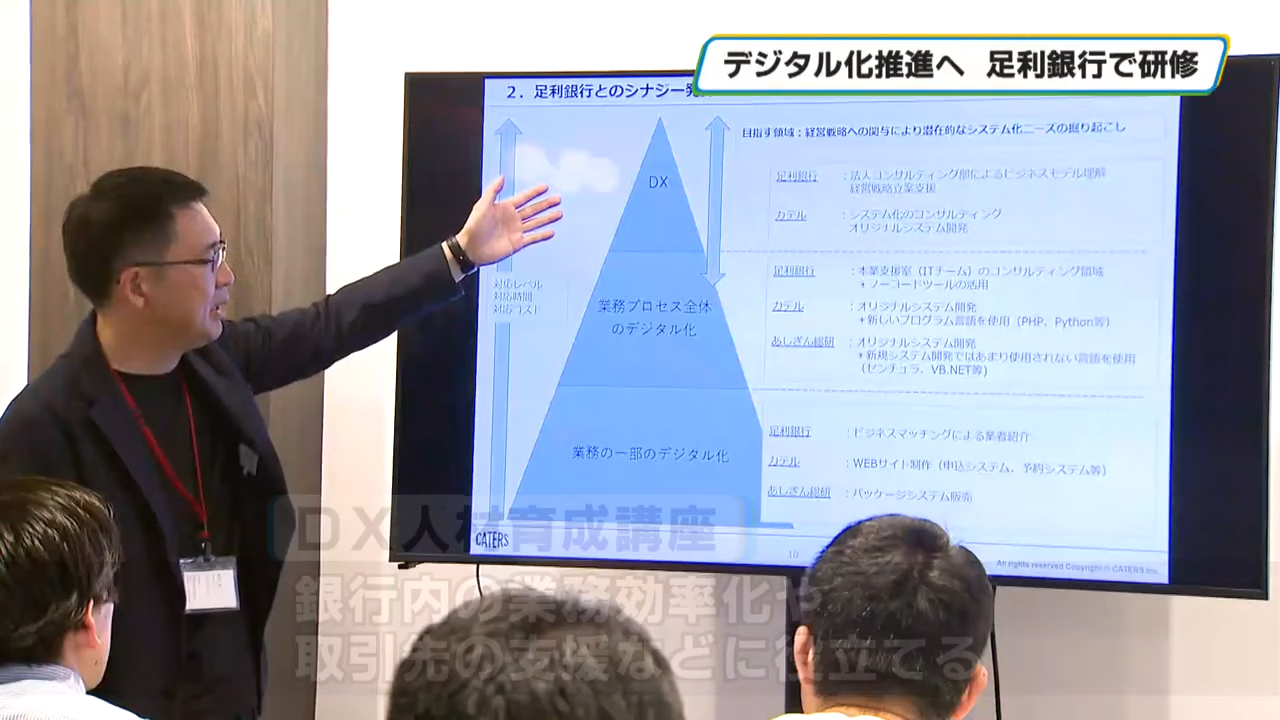 デジタル化推進へ 足利銀行で研修
2．足利銀行とのシナジー発
目指す領域：経営戦略への関与により潜在的なシステム化ニーズの掘り起こし
DX
足利銀行 ：法人コンサルティング部によるビジネスモデル理解
経営戦略立案支援
カテル ：システム化のコンサルティング
オリジナルシステム開発
対応レベル
対応時間
対応コスト
業務プロセス全体
のデジタル化
足利銀行 ：本業支援室（ITチーム）のコンサルティング領域
+ ノーコードツールの活用
カテル ：オリジナルシステム開発
+ 新しいプログラム言語を使用（PHP、Python等）
あしぎん総研 ：オリジナルシステム開発
+ 新規システム開発ではあまり使用されない言語を使用
（センチュラ、VB.NET等）
業務の一部のデジタル化
足利銀行 ：ビジネスマッチングによる業者紹介
カテル ：WEBサイト制作（申込システム、予約システム等）
あしぎん総研 ：パッケージシステム販売
CATERS
10
All rights reserved Copyright © CATERS Inc.
DX人材育成講座
銀行内の業務効率化や
取引先の支援などに役立てる